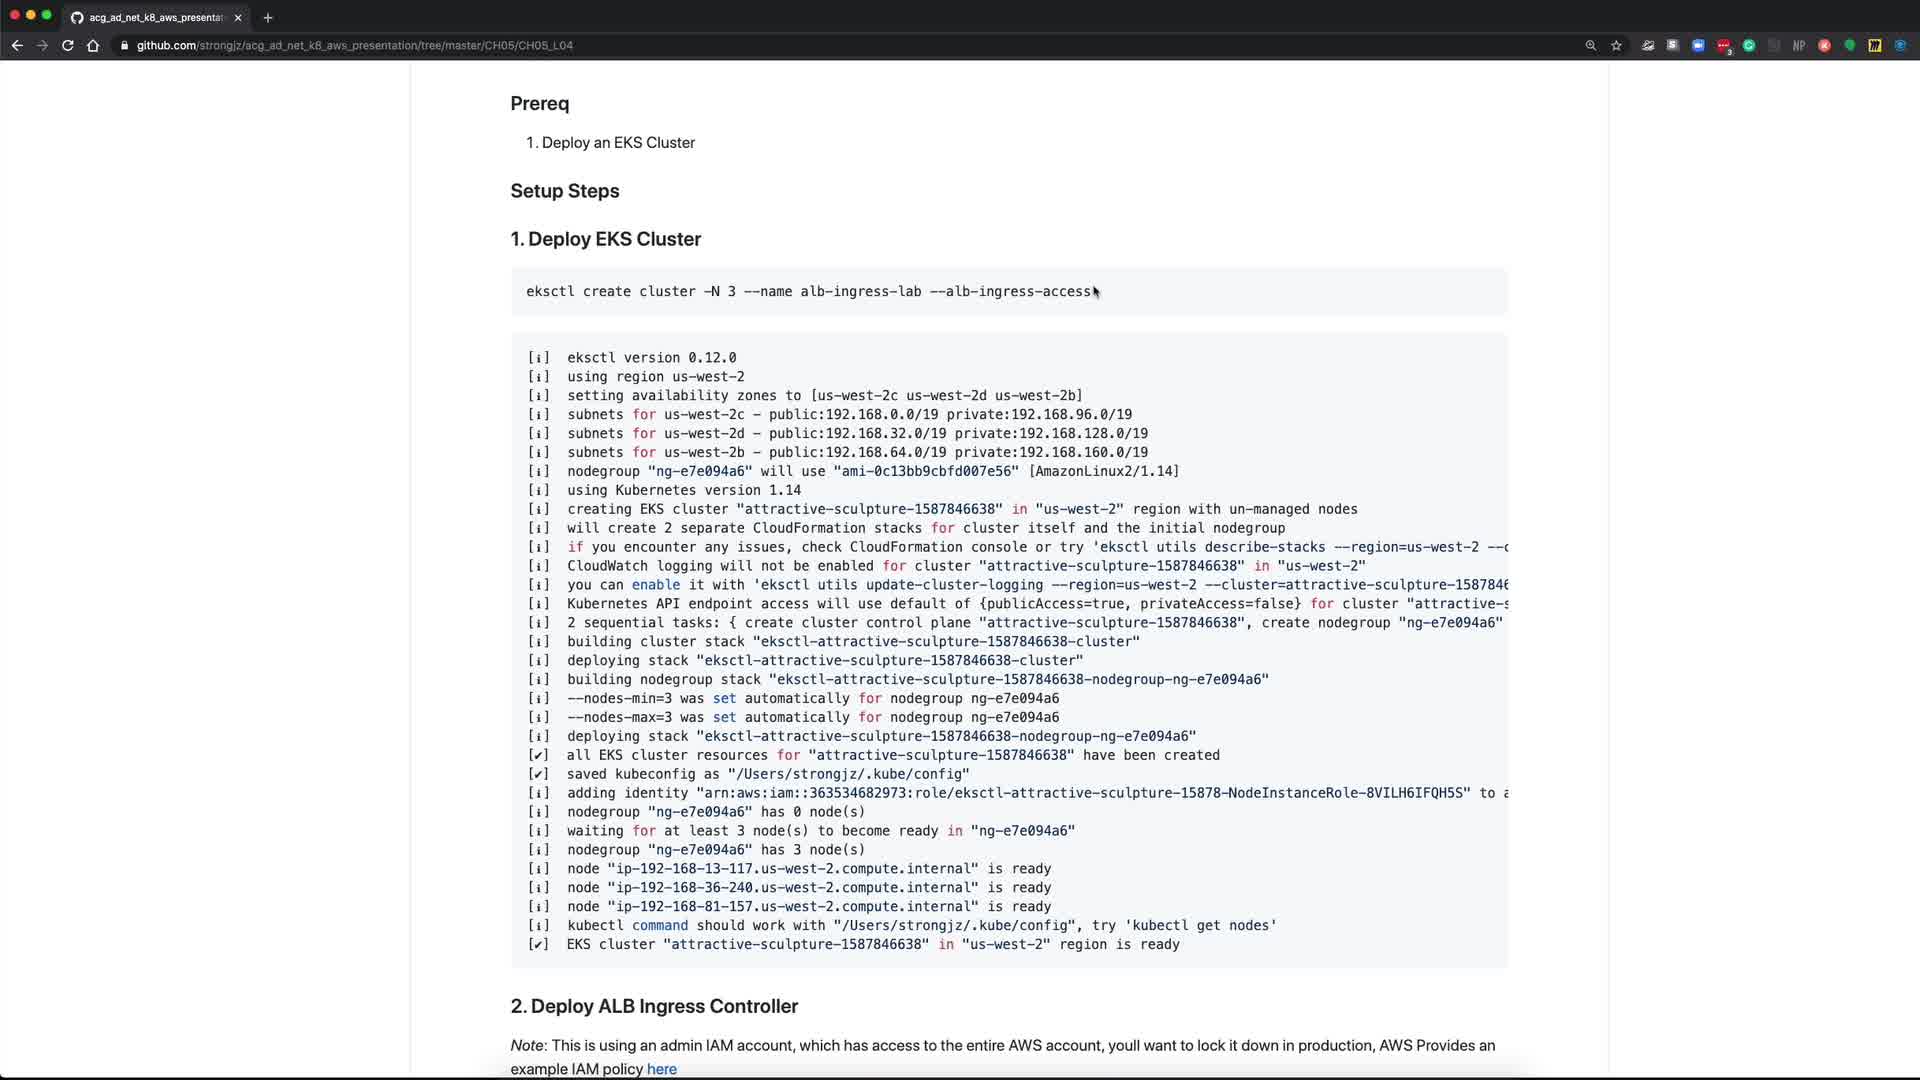 acg_ad_net_k8_aws_presentat
github.com/strongjz/acg_ad_net_k8_aws_presentation/tree/master/CH05/CH05_L04
Prereq
1. Deploy an EKS Cluster
Setup Steps
1. Deploy EKS Cluster
eksctl create cluster -N 3 --name alb-ingress-lab --alb-ingress-access
[ℹ]  eksctl version 0.12.0
[ℹ]  using region us-west-2
[ℹ]  setting availability zones to [us-west-2c us-west-2d us-west-2b]
[ℹ]  subnets for us-west-2c - public:192.168.0.0/19 private:192.168.96.0/19
[ℹ]  subnets for us-west-2d - public:192.168.32.0/19 private:192.168.128.0/19
[ℹ]  subnets for us-west-2b - public:192.168.64.0/19 private:192.168.160.0/19
[ℹ]  nodegroup "ng-e7e094a6" will use "ami-0c13bb9cbfd007e56" [AmazonLinux2/1.14]
[ℹ]  using Kubernetes version 1.14
[ℹ]  creating EKS cluster "attractive-sculpture-1587846638" in "us-west-2" region with un-managed nodes
[ℹ]  will create 2 separate CloudFormation stacks for cluster itself and the initial nodegroup
[ℹ]  if you encounter any issues, check CloudFormation console or try 'eksctl utils describe-stacks --region=us-west-2 --c
[ℹ]  CloudWatch logging will not be enabled for cluster "attractive-sculpture-1587846638" in "us-west-2"
[ℹ]  you can enable it with 'eksctl utils update-cluster-logging --region=us-west-2 --cluster=attractive-sculpture-1587846
[ℹ]  Kubernetes API endpoint access will use default of {publicAccess=true, privateAccess=false} for cluster "attractive-s
[ℹ]  2 sequential tasks: { create cluster control plane "attractive-sculpture-1587846638", create nodegroup "ng-e7e094a6"
[ℹ]  building cluster stack "eksctl-attractive-sculpture-1587846638-cluster"
[ℹ]  deploying stack "eksctl-attractive-sculpture-1587846638-cluster"
[ℹ]  building nodegroup stack "eksctl-attractive-sculpture-1587846638-nodegroup-ng-e7e094a6"
[ℹ]  --nodes-min=3 was set automatically for nodegroup ng-e7e094a6
[ℹ]  --nodes-max=3 was set automatically for nodegroup ng-e7e094a6
[ℹ]  deploying stack "eksctl-attractive-sculpture-1587846638-nodegroup-ng-e7e094a6"
[✔]  all EKS cluster resources for "attractive-sculpture-1587846638" have been created
[✔]  saved kubeconfig as "/Users/strongjz/.kube/config"
[ℹ]  adding identity "arn:aws:iam::363534682973:role/eksctl-attractive-sculpture-15878-NodeInstanceRole-8VILH6IFQH5S" to a
[ℹ]  nodegroup "ng-e7e094a6" has 0 node(s)
[ℹ]  waiting for at least 3 node(s) to become ready in "ng-e7e094a6"
[ℹ]  nodegroup "ng-e7e094a6" has 3 node(s)
[ℹ]  node "ip-192-168-13-117.us-west-2.compute.internal" is ready
[ℹ]  node "ip-192-168-36-240.us-west-2.compute.internal" is ready
[ℹ]  node "ip-192-168-81-157.us-west-2.compute.internal" is ready
[ℹ]  kubectl command should work with "/Users/strongjz/.kube/config", try 'kubectl get nodes'
[✔]  EKS cluster "attractive-sculpture-1587846638" in "us-west-2" region is ready
2. Deploy ALB Ingress Controller
Note: This is using an admin IAM account, which has access to the entire AWS account, youll want to lock it down in production, AWS Provides an
example IAM policy here